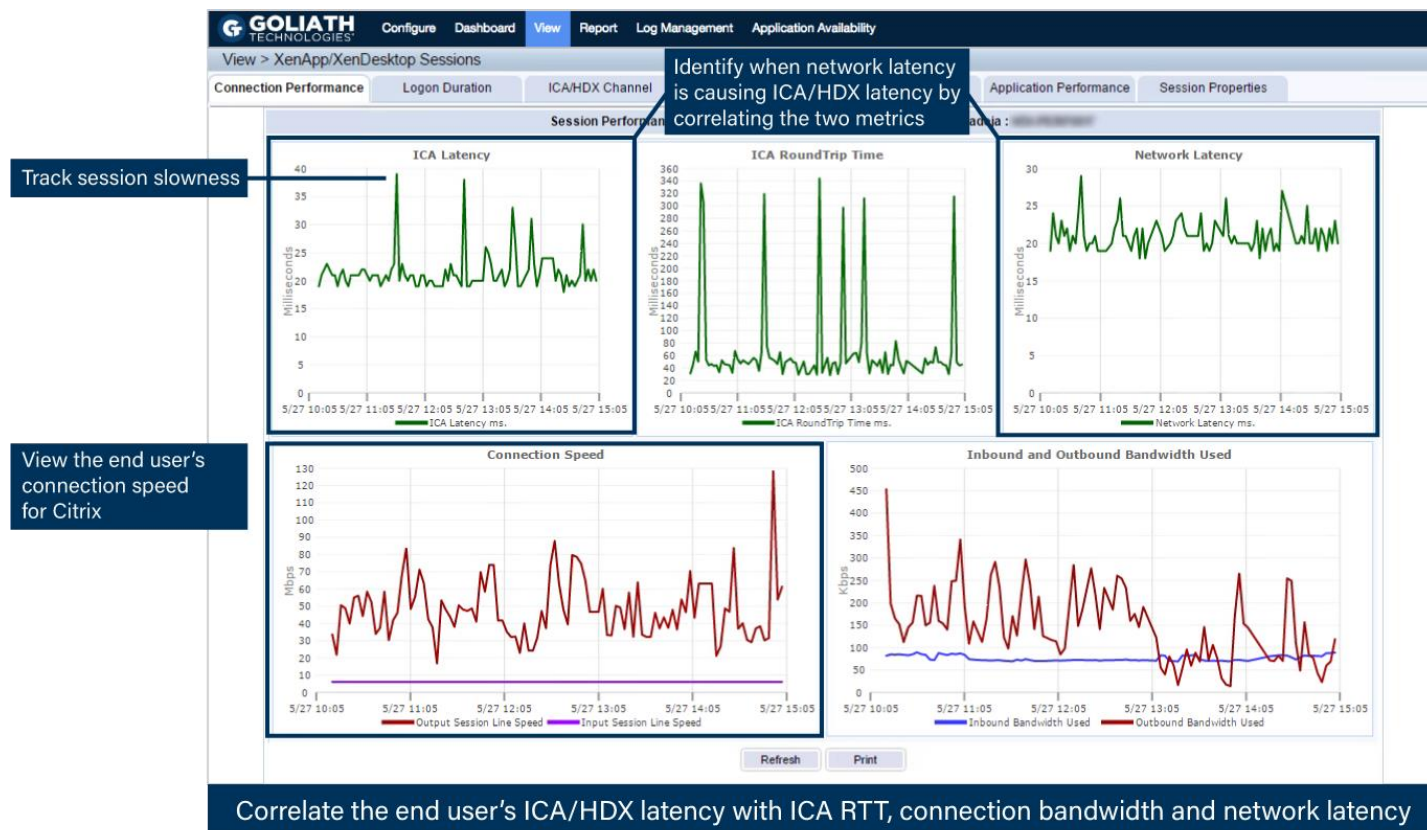 GOLIATH
TECHNOLOGIES
Configure Dashboard View Report Log Management Application Availability
View > XenApp/XenDesktop Sessions
Connection Performance Logon Duration ICA/HDX Channel Application Performance Session Properties
Identify when network latency
is causing ICA/HDX latency by
correlating the two metrics
Track session slowness
ICA Latency
40
35
30
25
20
15
10
5
0
Milliseconds
5/27 10:05 5/27 11:05 5/27 12:05 5/27 13:05 5/27 14:05 5/27 15:05
ICA Latency ms.
ICA RoundTrip Time
360
340
320
300
280
260
240
220
200
180
160
140
120
100
80
60
40
20
0
Milliseconds
5/27 10:05 5/27 11:05 5/27 12:05 5/27 13:05 5/27 14:05 5/27 15:05
ICA RoundTrip Time ms.
Network Latency
30
25
20
15
10
5
0
Milliseconds
5/27 10:05 5/27 11:05 5/27 12:05 5/27 13:05 5/27 14:05 5/27 15:05
Network Latency ms.
View the end user's
connection speed
for Citrix
Connection Speed
130
120
110
100
90
80
70
60
50
40
30
20
10
0
Mbps
5/27 10:05 5/27 11:05 5/27 12:05 5/27 13:05 5/27 14:05 5/27 15:05
Output Session Line Speed Input Session Line Speed
Inbound and Outbound Bandwidth Used
500
450
400
350
300
250
200
150
100
50
0
Kbps
5/27 10:05 5/27 11:05 5/27 12:05 5/27 13:05 5/27 14:05 5/27 15:05
Inbound Bandwidth Used Outbound Bandwidth Used
Refresh Print
Correlate the end user's ICA/HDX latency with ICA RTT, connection bandwidth and network latency